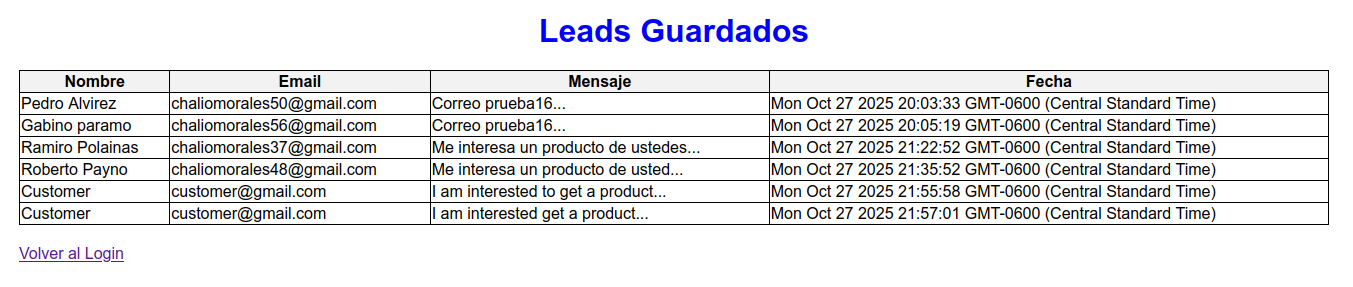 Leads Guardados
Nombre Email Mensaje Fecha
Pedro Alvirez chaliomorales50@gmail.com Correo prueba16... Mon Oct 27 2025 20:03:33 GMT-0600 (Central Standard Time)
Gabino paramo chaliomorales56@gmail.com Correo prueba16... Mon Oct 27 2025 20:05:19 GMT-0600 (Central Standard Time)
Ramiro Polainas chaliomorales37@gmail.com Me interesa un producto de ustedes... Mon Oct 27 2025 21:22:52 GMT-0600 (Central Standard Time)
Roberto Payno chaliomorales48@gmail.com Me interesa un producto de usted... Mon Oct 27 2025 21:35:52 GMT-0600 (Central Standard Time)
Customer customer@gmail.com I am interested to get a product... Mon Oct 27 2025 21:55:58 GMT-0600 (Central Standard Time)
Customer customer@gmail.com I am interested get a product... Mon Oct 27 2025 21:57:01 GMT-0600 (Central Standard Time)
Volver al Login